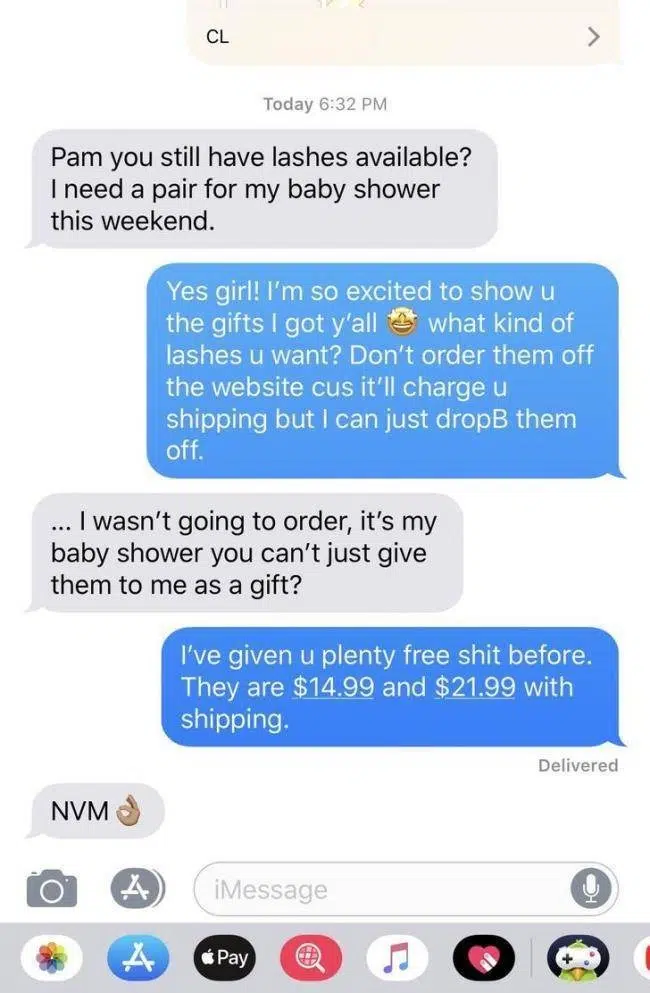 CL
Today 6:32 PM
Pam you still have lashes available?
I need a pair for my baby shower
this weekend.
Yes girl! I'm so excited to show u
the gifts I got y'all 🤩 what kind of
lashes u want? Don't order them off
the website cus it'll charge u
shipping but I can just dropB them
off.
... I wasn't going to order, it's my
baby shower you can't just give
them to me as a gift?
I've given u plenty free shit before.
They are $14.99 and $21.99 with
shipping.
Delivered
NVM👌🏽
iMessage
Pay